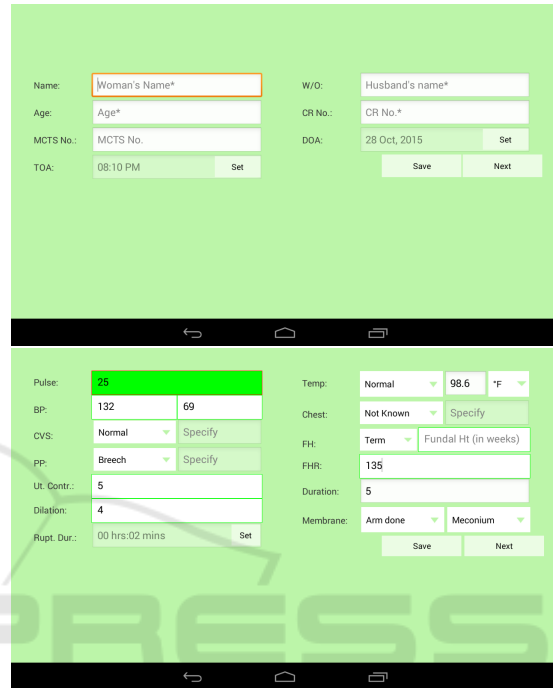 Name: Woman's Name* W/O: Husband's name*
Age: Age* CR No.: CR No.*
MCTS No.: MCTS No. DOA: 28 Oct, 2015 Set
TOA: 08:10 PM Set Save Next
Pulse: 25 Temp: Normal 98.6 °F
BP: 132 69 Chest: Not Known Specify
CVS: Normal Specify FH: Term Fundal Ht (in weeks)
PP: Breech Specify FHR: 135
Ut. Contr.: 5 Duration: 5
Dilation: 4 Membrane: Arm done Meconium
Rupt. Dur.: 00 hrs:02 mins Set Save Next